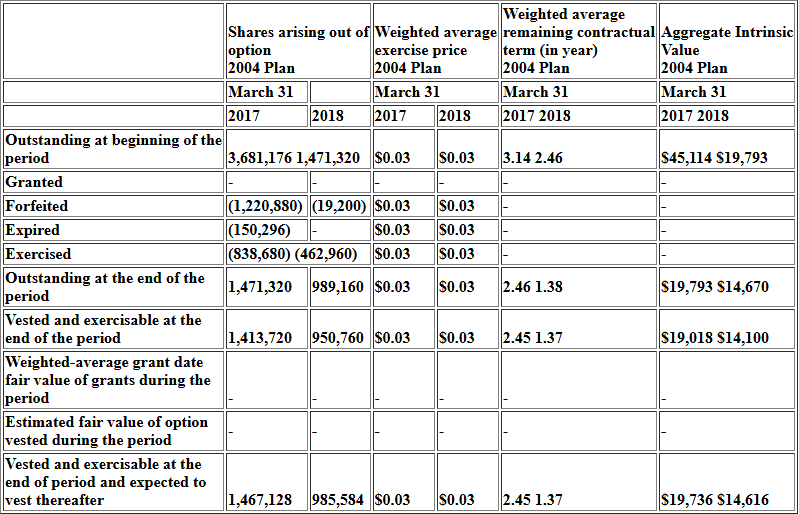 Shares arising out of option 2004 Plan Weighted average exercise price 2004 Plan Weighted average remaining contractual term (in year) 2004 Plan Aggregate Intrinsic Value 2004 Plan
March 31 March 31 March 31 March 31
2017 2018 2017 2018 2017 2018 2017 2018
Outstanding at beginning of the period 3,681,176 1,471,320 $0.03 $0.03 3.14 2.46 $45,114 $19,793
Granted - - - - - -
Forfeited (1,220,880) (19,200) $0.03 $0.03 - -
Expired (150,296) - $0.03 $0.03 - -
Exercised (838,680) (462,960) $0.03 $0.03 - -
Outstanding at the end of the period 1,471,320 989,160 $0.03 $0.03 2.46 1.38 $19,793 $14,670
Vested and exercisable at the end of the period 1,413,720 950,760 $0.03 $0.03 2.45 1.37 $19,018 $14,100
Weighted-average grant date fair value of grants during the period - - - - - -
Estimated fair value of option vested during the period - - - - - -
Vested and exercisable at the end of period and expected to vest thereafter 1,467,128 985,584 $0.03 $0.03 2.45 1.37 $19,736 $14,616